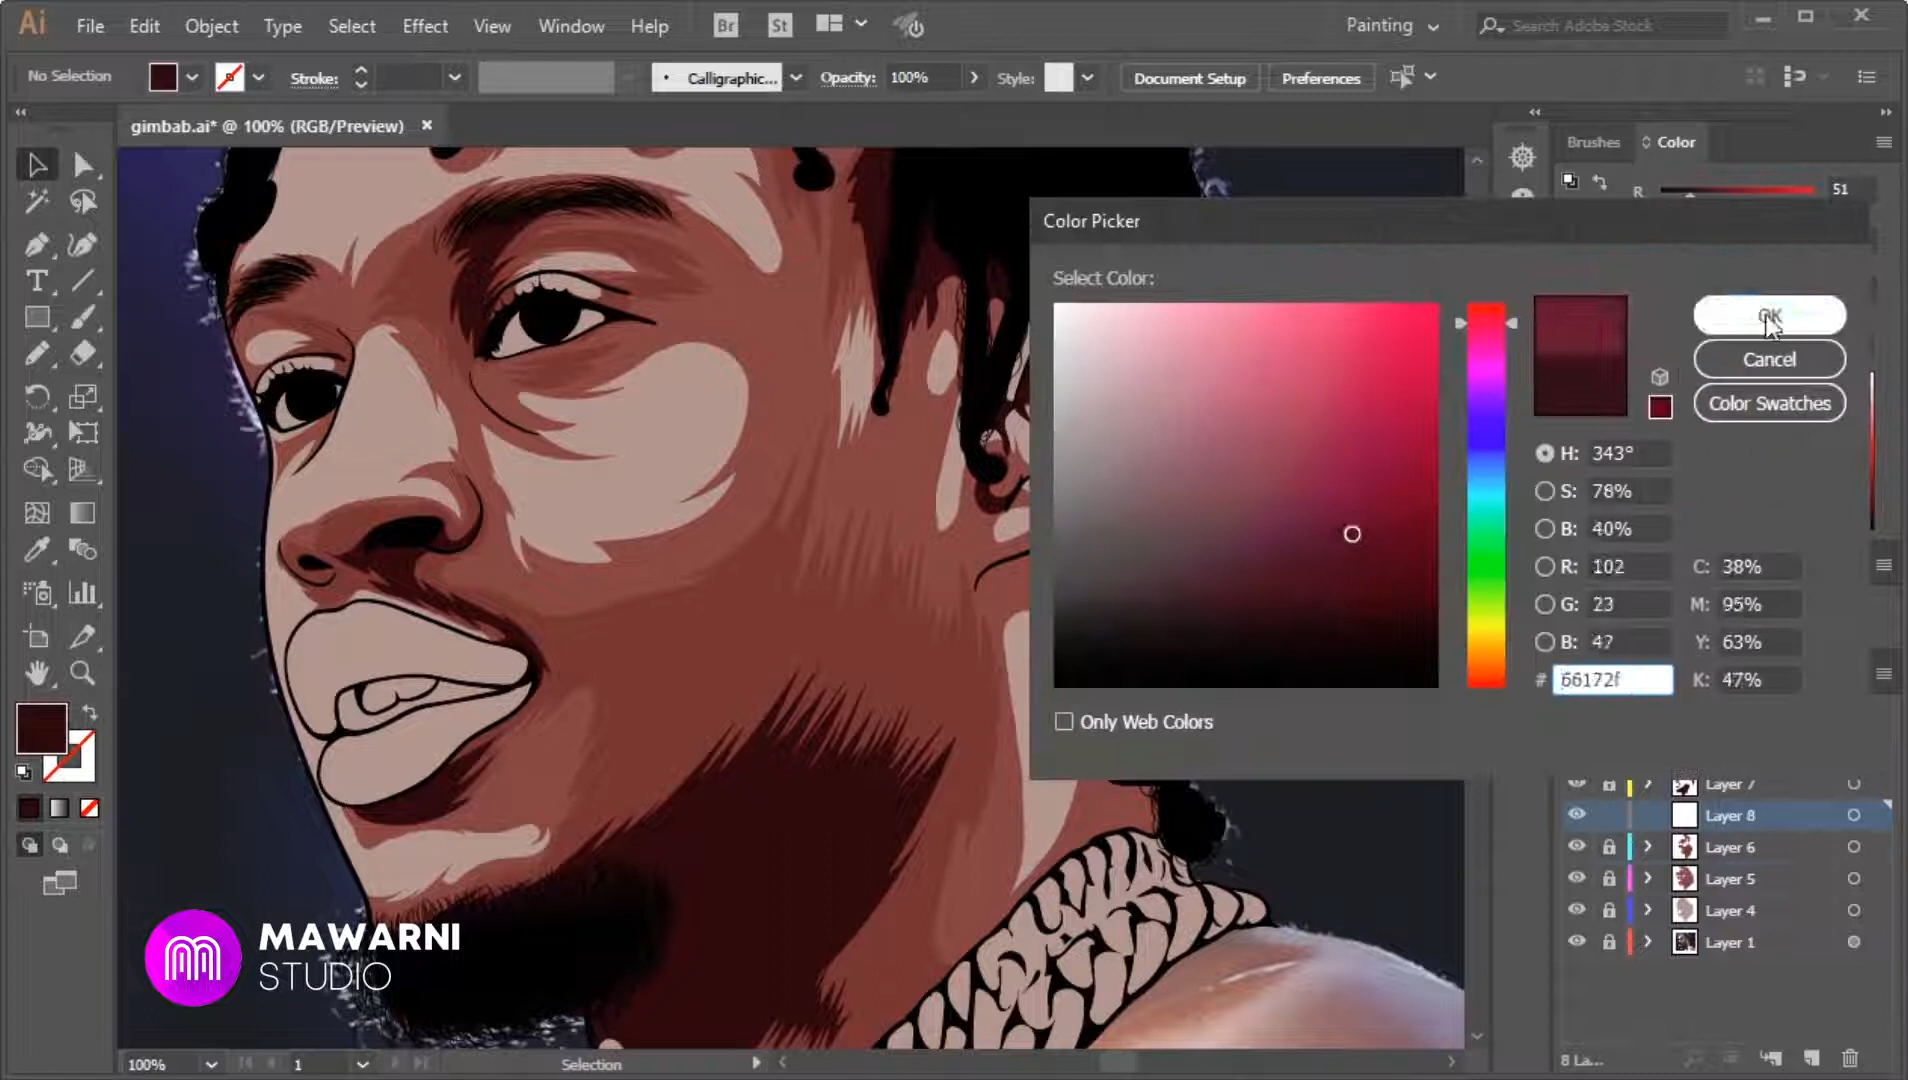 Ai File Edit Object Type Select Effect View Window Help Br St Painting Search Adobe Stock
No Selection Stroke: Calligraphic... Opacity: 100% Style: Document Setup Preferences
gimbab.ai* @ 100% (RGB/Preview)
Brushes Color
R 51
Color Picker
Select Color:
OK
Cancel
Color Swatches
H: 343°
S: 78%
B: 40%
R: 102 C: 38%
G: 23 M: 95%
B: 47 Y: 63%
# 66172f K: 47%
Only Web Colors
Layer 7
Layer 8
Layer 6
Layer 5
Layer 4
Layer 1
MAWARNI
STUDIO
100% 1 Selection 8 La...